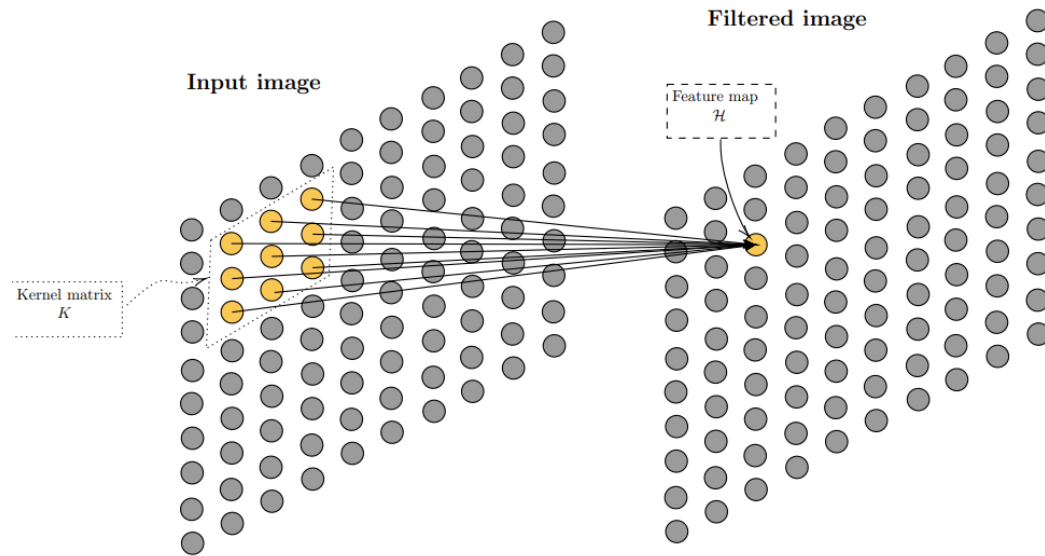 Filtered image
Input image
Feature map
ℋ
Kernel matrix
K